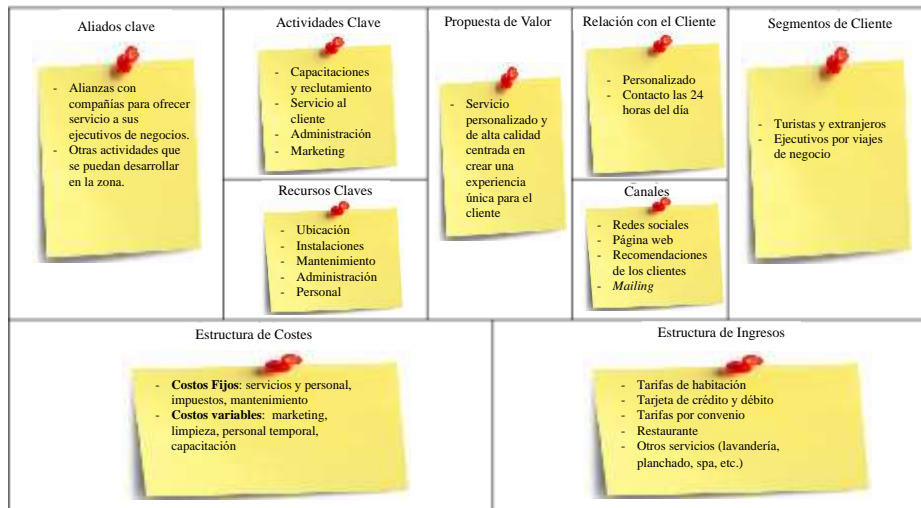 Aliados clave
- Alianzas con
compañías para ofrecer
servicio a sus
ejecutivos de negocios.
- Otras actividades que
se puedan desarrollar
en la zona.
Actividades Clave
- Capacitaciones
y reclutamiento
- Servicio al
cliente
- Administración
- Marketing
Recursos Claves
- Ubicación
- Instalaciones
- Mantenimiento
- Administración
- Personal
Propuesta de Valor
- Servicio
personalizado y de
de alta calidad
centrada en
crear una
experiencia
única para el
cliente
Relación con el Cliente
- Personalizado
- Contacto las 24
horas del día
Canales
- Redes sociales
- Página web
- Recomendaciones
de los clientes
- Mailing
Segmentos de Cliente
- Turistas y extranjeros
- Ejecutivos por viajes
de negocio
Estructura de Costes
- Costos Fijos: servicios y personal,
impuestos, mantenimiento
- Costos variables: marketing,
limpieza, personal temporal,
capacitación
Estructura de Ingresos
- Tarifas de habitación
- Tarjeta de crédito y débito
- Tarifas por convenio
- Restaurante
- Otros servicios (lavandería,
planchado, spa, etc.)